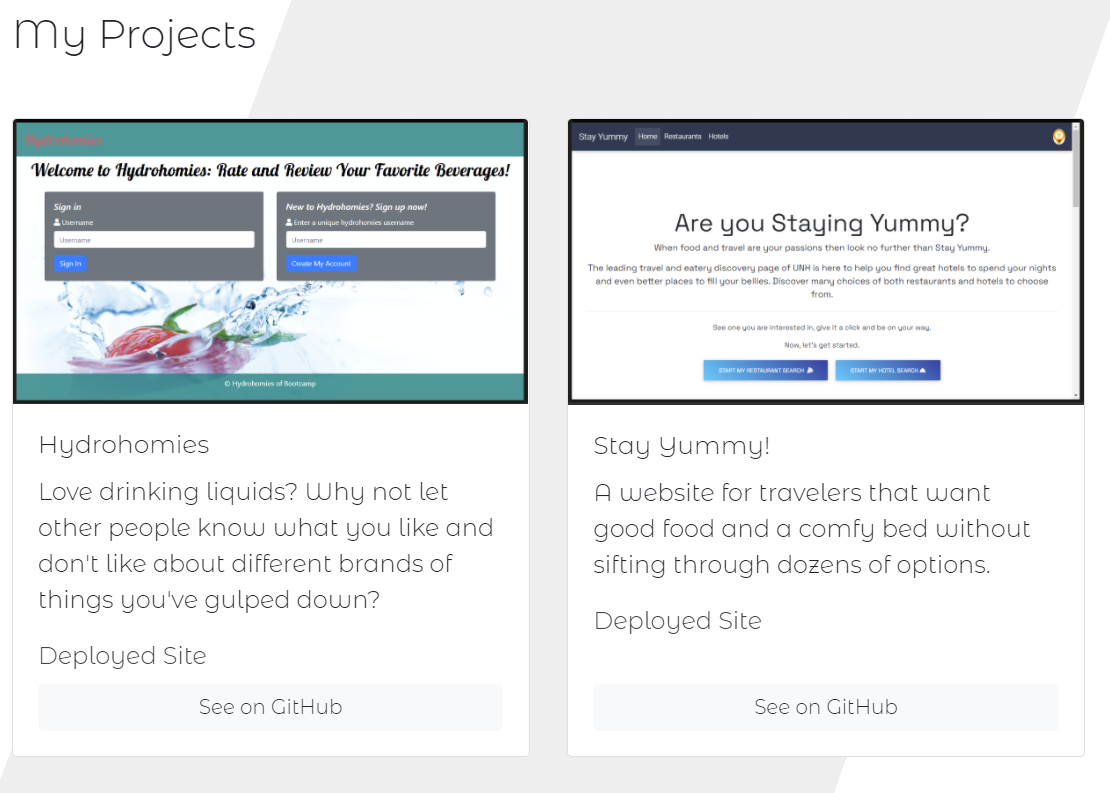 My Projects
Hydrohomies
Welcome to Hydrohomies: Rate and Review Your Favorite Beverages!
Sign in
Username
Username
Sign In
New to Hydrohomies? Sign up now!
Enter a unique hydrohomies username
Username
Create My Account
© Hydrohomies of Bootcamp
Hydrohomies
Love drinking liquids? Why not let
other people know what you like and
don't like about different brands of
things you've gulped down?
Deployed Site
See on GitHub
Stay Yummy Home Restaurants Hotels
Are you Staying Yummy?
When food and travel are your passions then look no further than Stay Yummy.
The leading travel and eatery discovery page of UNH is here to help you find great hotels to spend your nights
and even better places to fill your bellies. Discover many choices of both restaurants and hotels to choose
from.
See one you are interested in, give it a click and be on your way.
Now, let's get started.
START MY RESTAURANT SEARCH
START MY HOTEL SEARCH
Stay Yummy!
A website for travelers that want
good food and a comfy bed without
sifting through dozens of options.
Deployed Site
See on GitHub